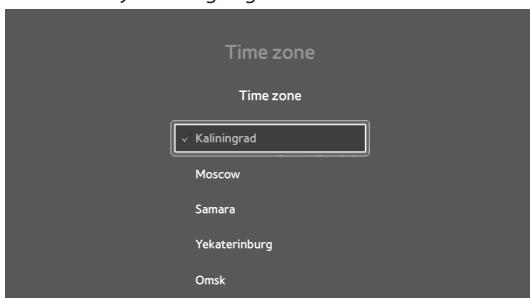 Time zone
Time zone
✓ Kaliningrad
Moscow
Samara
Yekaterinburg
Omsk